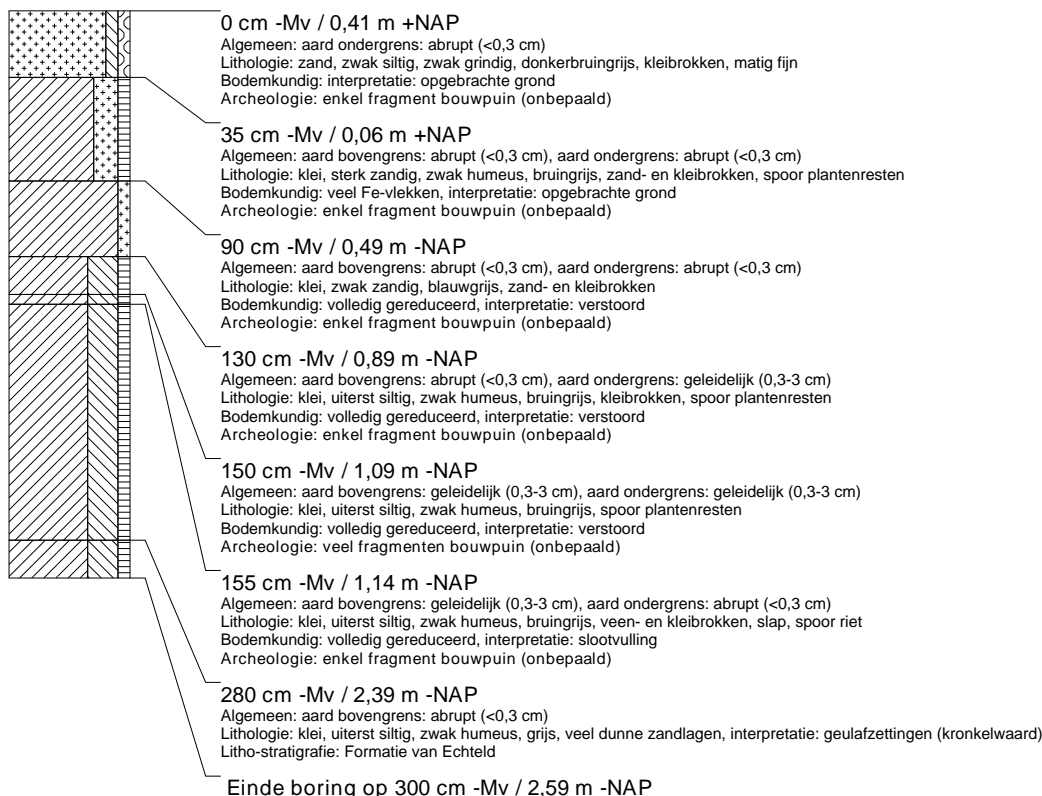 0 cm -Mv / 0,41 m +NAP
Algemeen: aard ondergrens: abrupt (<0,3 cm)
Lithologie: zand, zwak siltig, zwak grindig, donkerbruingrijs, kleibrokken, matig fijn
Bodemkundig: interpretatie: opgebrachte grond
Archeologie: enkel fragment bouwpuin (onbepaald)
35 cm -Mv / 0,06 m +NAP
Algemeen: aard bovengrens: abrupt (<0,3 cm), aard ondergrens: abrupt (<0,3 cm)
Lithologie: klei, sterk zandig, zwak humeus, bruingrijs, zand- en kleibrokken, spoor plantenresten
Bodemkundig: veel Fe-vlekken, interpretatie: opgebrachte grond
Archeologie: enkel fragment bouwpuin (onbepaald)
90 cm -Mv / 0,49 m -NAP
Algemeen: aard bovengrens: abrupt (<0,3 cm), aard ondergrens: abrupt (<0,3 cm)
Lithologie: klei, zwak zandig, blauwgrijs, zand- en kleibrokken
Bodemkundig: volledig gereduceerd, interpretatie: verstoord
Archeologie: enkel fragment bouwpuin (onbepaald)
130 cm -Mv / 0,89 m -NAP
Algemeen: aard bovengrens: abrupt (<0,3 cm), aard ondergrens: geleidelijk (0,3-3 cm)
Lithologie: klei, uiterst siltig, zwak humeus, bruingrijs, kleibrokken, spoor plantenresten
Bodemkundig: volledig gereduceerd, interpretatie: verstoord
Archeologie: enkel fragment bouwpuin (onbepaald)
150 cm -Mv / 1,09 m -NAP
Algemeen: aard bovengrens: geleidelijk (0,3-3 cm), aard ondergrens: geleidelijk (0,3-3 cm)
Lithologie: klei, uiterst siltig, zwak humeus, bruingrijs, spoor plantenresten
Bodemkundig: volledig gereduceerd, interpretatie: verstoord
Archeologie: veel fragmenten bouwpuin (onbepaald)
155 cm -Mv / 1,14 m -NAP
Algemeen: aard bovengrens: geleidelijk (0,3-3 cm), aard ondergrens: abrupt (<0,3 cm)
Lithologie: klei, uiterst siltig, zwak humeus, bruingrijs, veen- en kleibrokken, slap, spoor riet
Bodemkundig: volledig gereduceerd, interpretatie: slootvulling
Archeologie: enkel fragment bouwpuin (onbepaald)
280 cm -Mv / 2,39 m -NAP
Algemeen: aard bovengrens: abrupt (<0,3 cm)
Lithologie: klei, uiterst siltig, zwak humeus, grijs, veel dunne zandlagen, interpretatie: geulafzettingen (kronkelwaard)
Litho-stratigrafie: Formatie van Echteld
Einde boring op 300 cm -Mv / 2,59 m -NAP